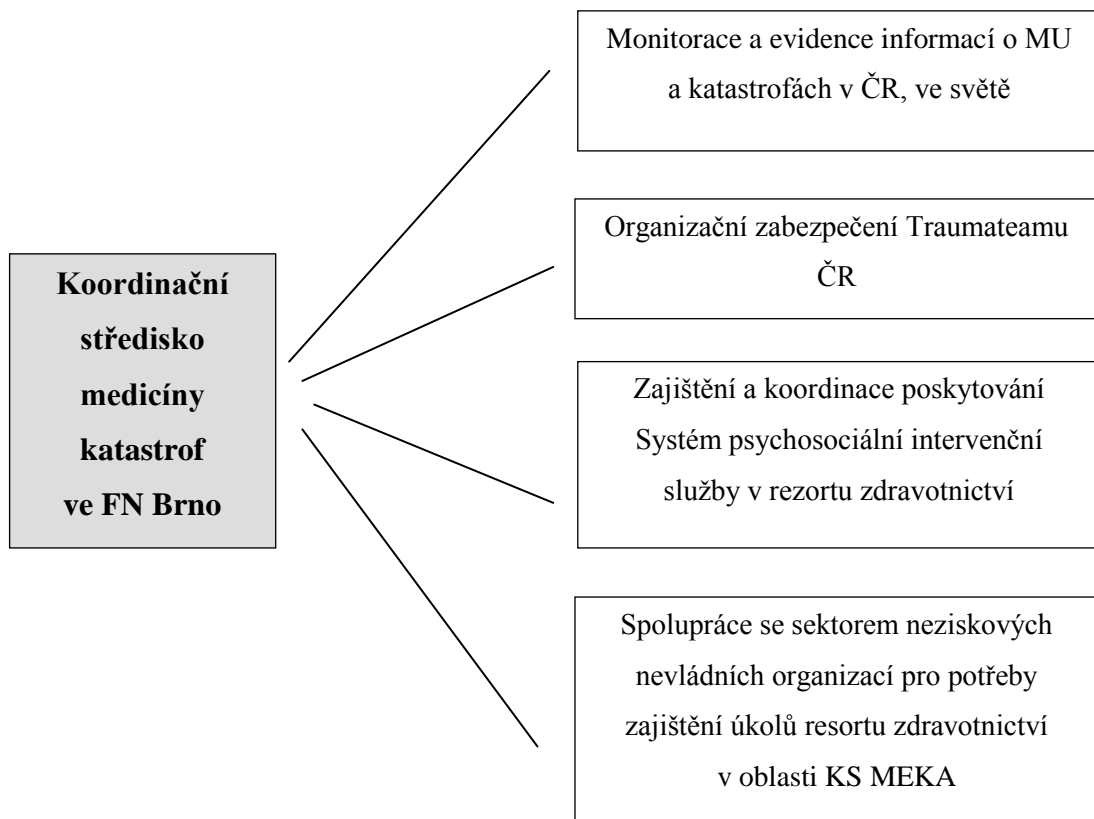 Monitorace a evidence informací o MU
a katastrofách v ČR, ve světě
Organizační zabezpečení Traumateamu
ČR
Koordinační
středisko
medicíny
katastrof
ve FN Brno
Zajištění a koordinace poskytování
Systém psychosociální intervenční
služby v rezortu zdravotnictví
Spolupráce se sektorem neziskových
nevládních organizací pro potřeby
zajištění úkolů resortu zdravotnictví
v oblasti KS MEKA